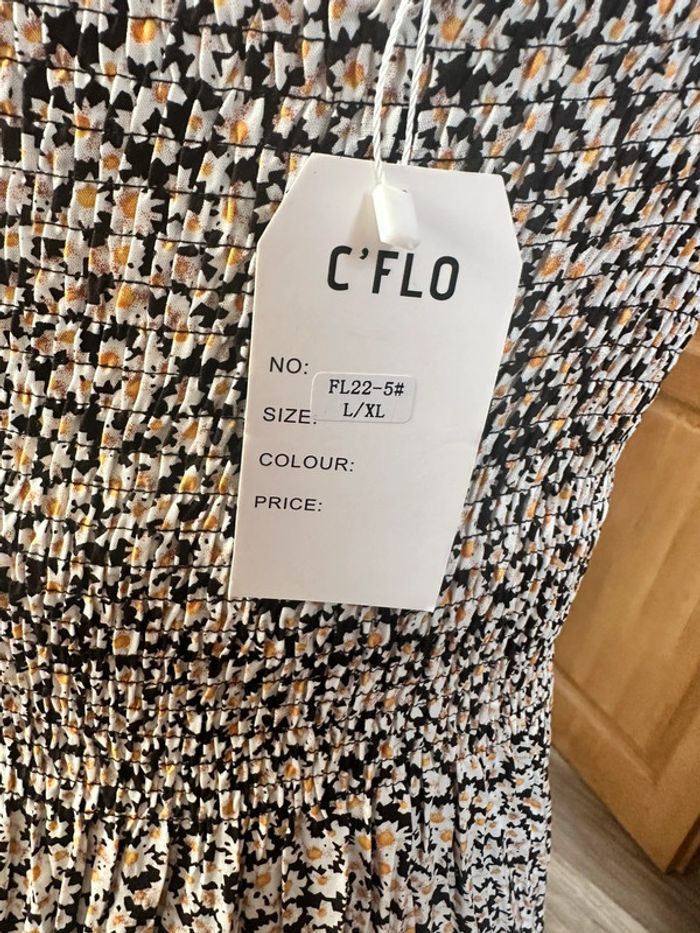 C'FLO
NO:
FL22-5#
SIZE:
L/XL
COLOUR:
PRICE: